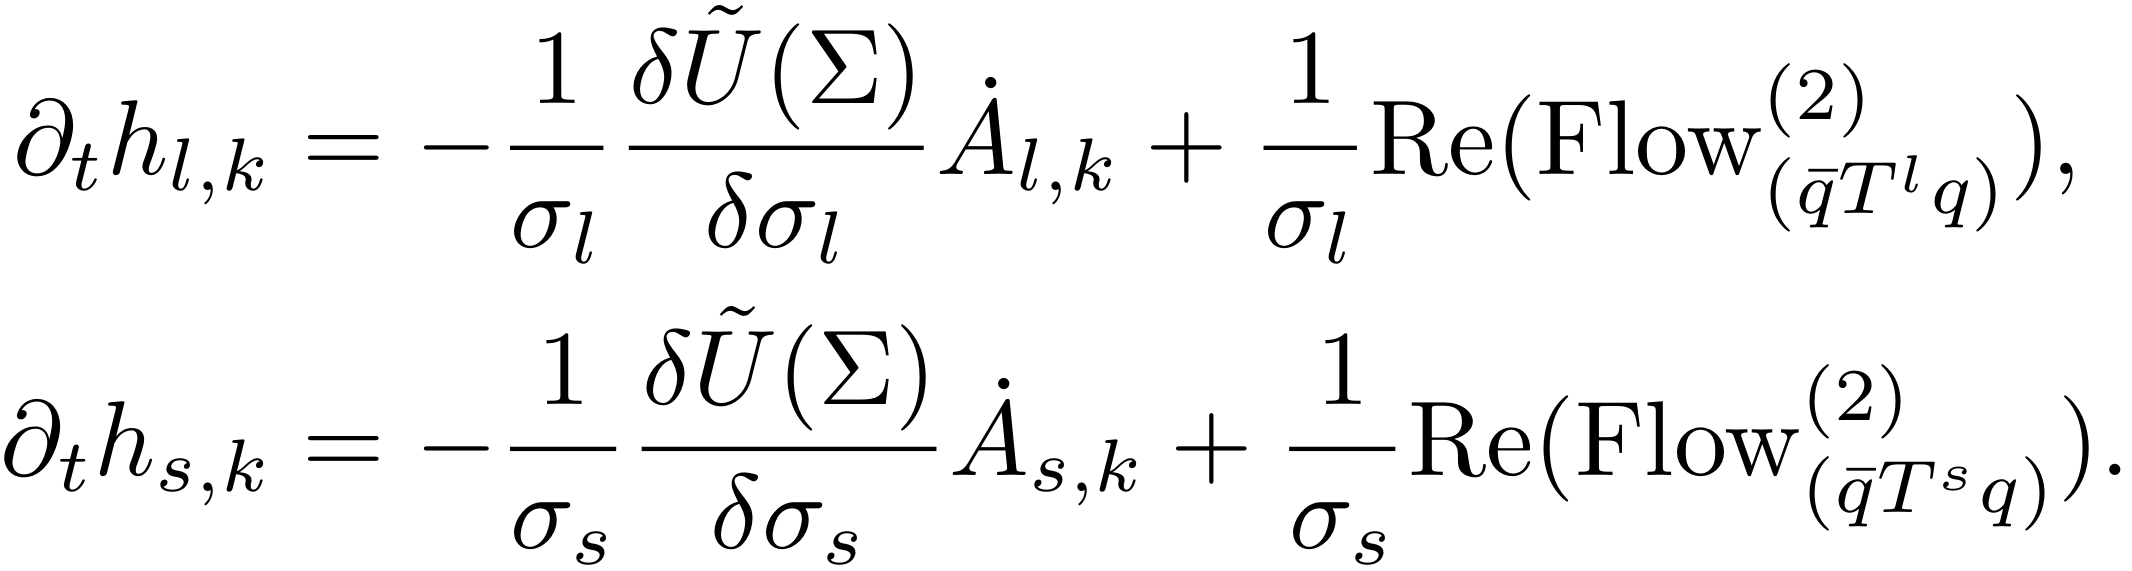 \partial_t h_{l,k} = -\frac{1}{\sigma_l} \frac{\delta \tilde{U}(\Sigma)}{\delta \sigma_l} \dot{A}_{l,k} + \frac{1}{\sigma_l} \mathrm{Re}(\mathrm{Flow}^{(2)}_{(\bar{q} T^l q)}),
\partial_t h_{s,k} = -\frac{1}{\sigma_s} \frac{\delta \tilde{U}(\Sigma)}{\delta \sigma_s} \dot{A}_{s,k} + \frac{1}{\sigma_s} \mathrm{Re}(\mathrm{Flow}^{(2)}_{(\bar{q} T^s q)}).